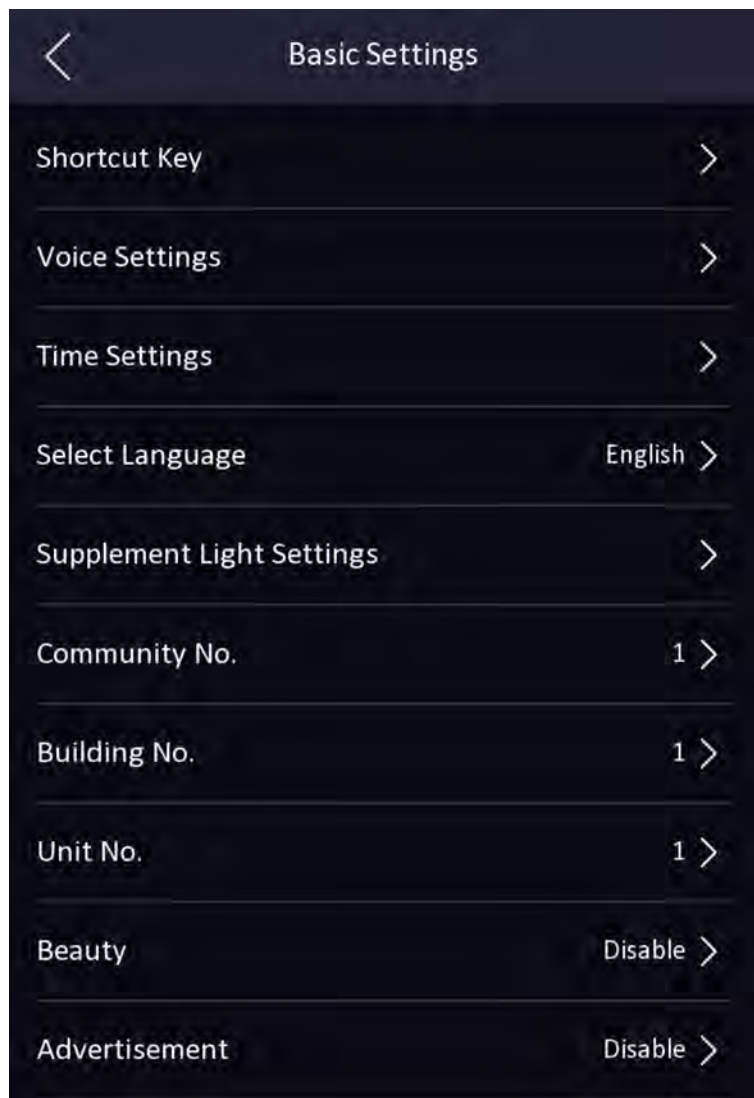 Basic Settings
Shortcut Key
Voice Settings
Time Settings
Select Language English
Supplement Light Settings
Community No. 1
Building No. 1
Unit No. 1
Beauty Disable
Advertisement Disable